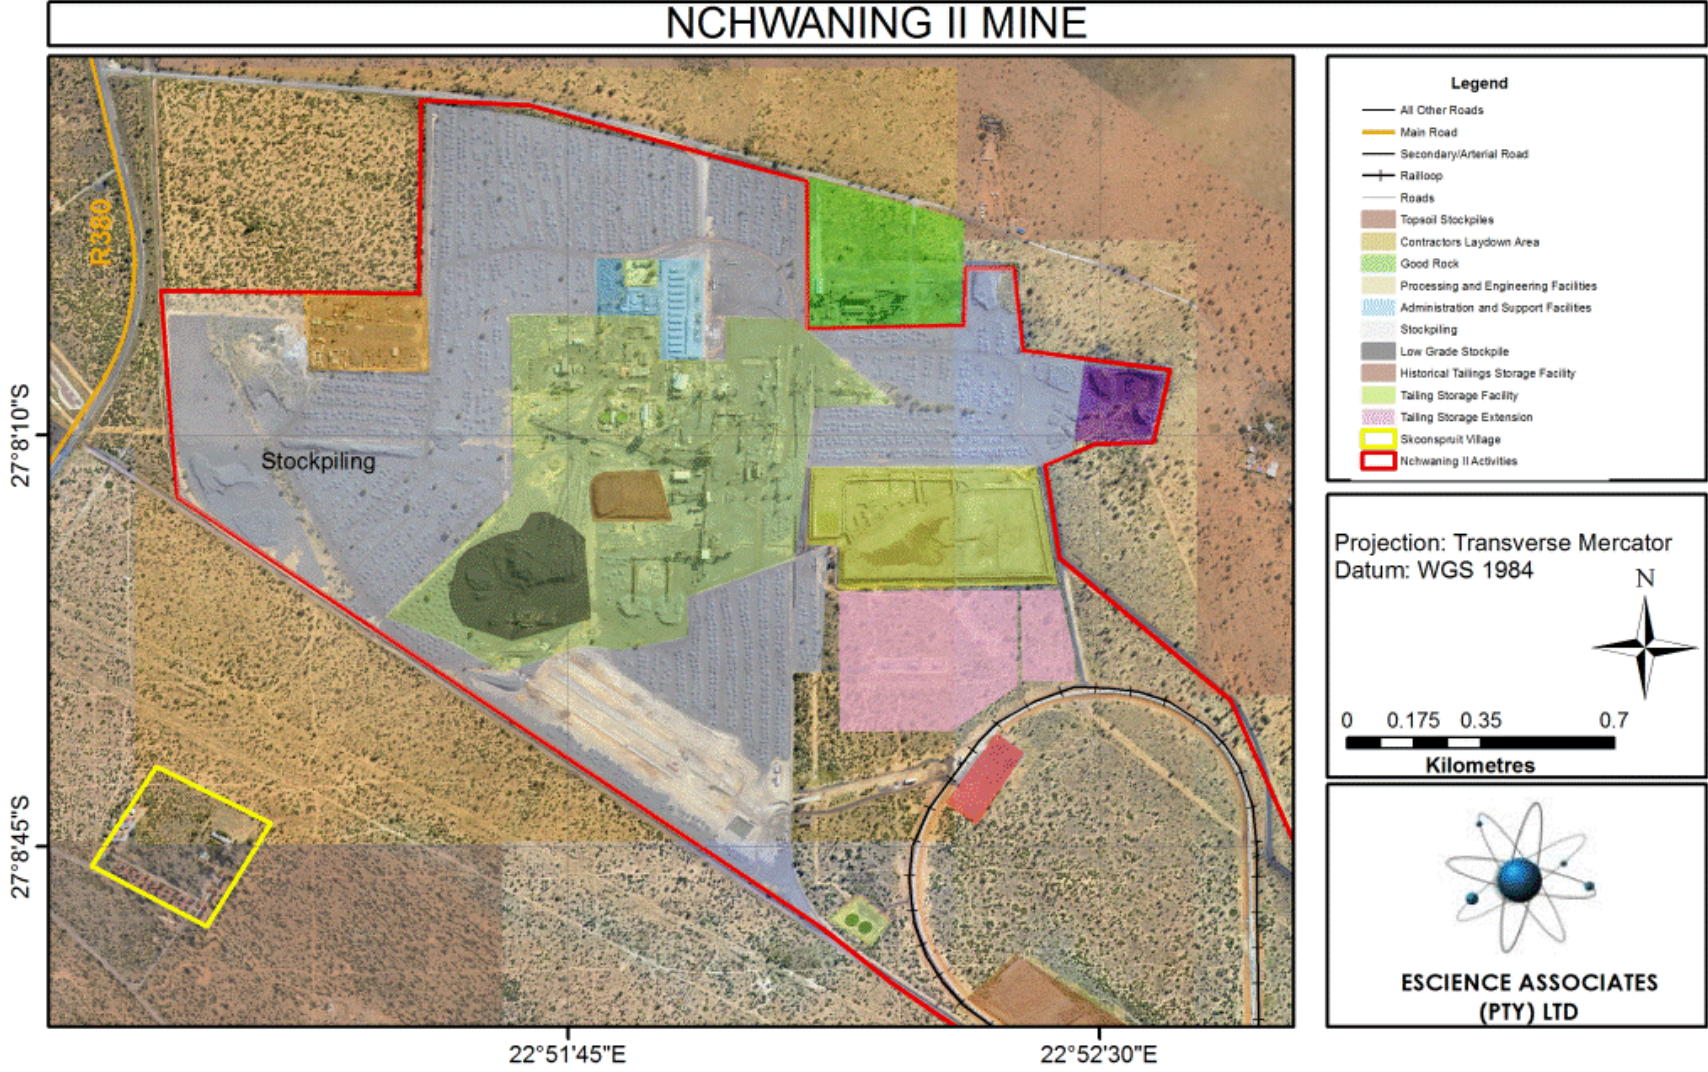 NCHWANING II MINE
R380
Stockpiling
27°8'10"S
27°8'45"S
22°51'45"E
22°52'30"E
Legend
All Other Roads
Main Road
Secondary/Arterial Road
Railloop
Roads
Topsoil Stockpiles
Contractors Laydown Area
Good Rock
Processing and Engineering Facilities
Administration and Support Facilities
Stockpiling
Low Grade Stockpile
Historical Tailings Storage Facility
Tailing Storage Facility
Tailing Storage Extension
Skoonspruit Village
Nchwaning II Activities
Projection: Transverse Mercator
Datum: WGS 1984
N
0 0.175 0.35 0.7
Kilometres
ESCIENCE ASSOCIATES
(PTY) LTD